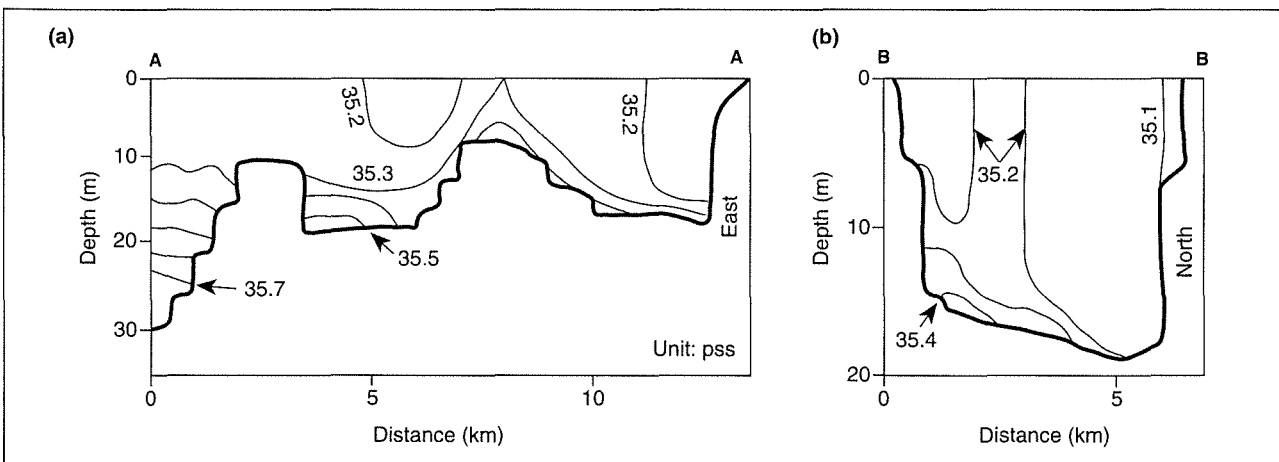 (a)
A A
0
10
20
30
Depth (m)
35.2
35.3
35.5
35.7
35.2
East
Unit: pss
0 5 10
Distance (km)
(b)
B B
0
10
20
Depth (m)
35.2
35.1
35.4
North
0 5
Distance (km)